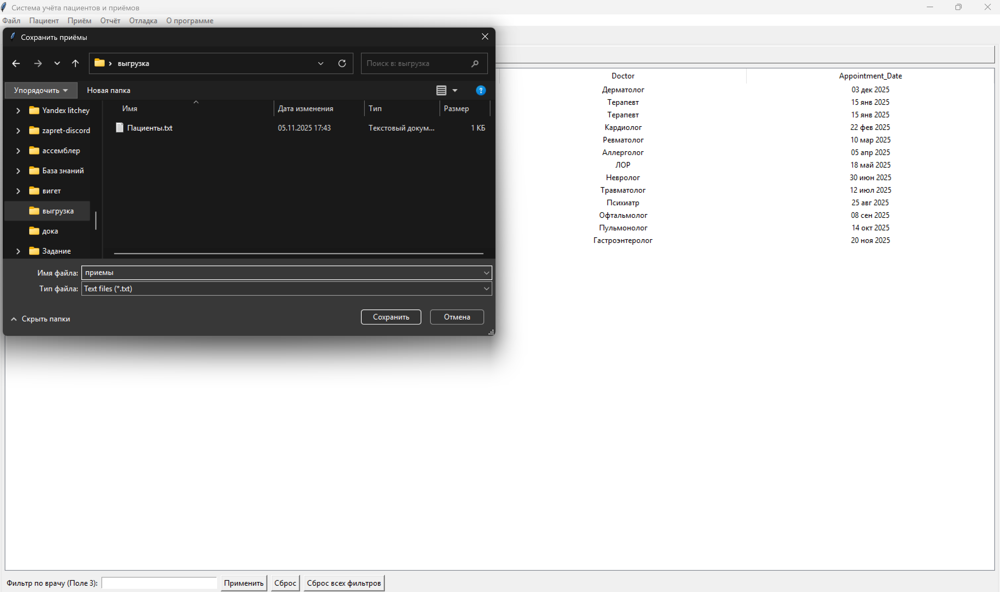 Система учёта пациентов и приёмов
Файл Пациент Приём Отчёт Отладка О программе
Сохранить приёмы
выгрузка
Поиск в: выгрузка
Упорядочить Новая папка
?
Имя Дата изменения Тип Размер
Пациенты.txt 05.11.2025 17:43 Текстовый докум... 1 КБ
Yandex litchey
zapret-discord
ассемблер
База знаний
вигет
выгрузка
дока
Задание
Имя файла: приемы
Тип файла: Text files (*.txt)
Скрыть папки
Сохранить Отмена
Doctor Appointment_Date
Дерматолог 03 дек 2025
Терапевт 15 янв 2025
Терапевт 15 янв 2025
Кардиолог 22 фев 2025
Ревматолог 10 мар 2025
Аллерголог 05 апр 2025
ЛОР 18 май 2025
Невролог 30 июн 2025
Травматолог 12 июл 2025
Психиатр 25 авг 2025
Офтальмолог 08 сен 2025
Пульмонолог 14 окт 2025
Гастроэнтеролог 20 ноя 2025
Фильтр по врачу (Поле 3): Применить Сброс Сброс всех фильтров